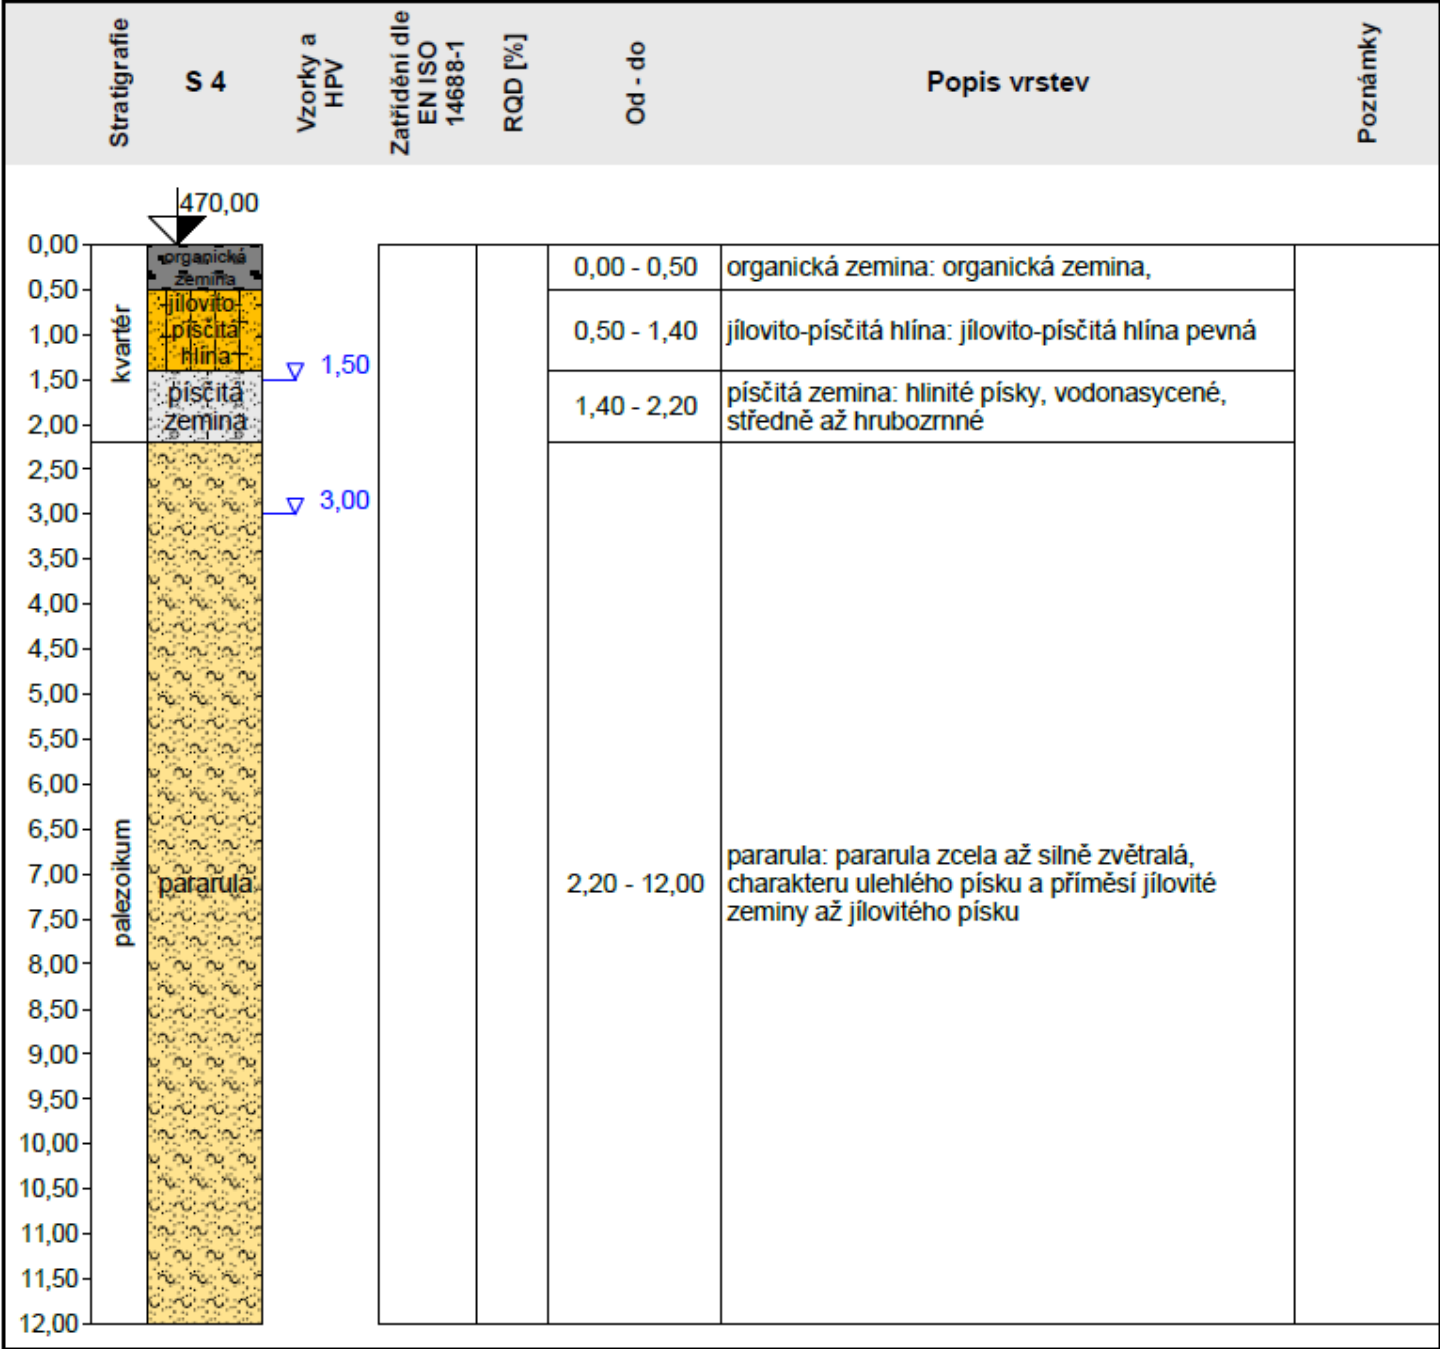 Stratigrafie
S 4
Vzorky a
HPV
Zatřídění dle
EN ISO
14688-1
RQD [%]
Od - do
Popis vrstev
Poznámky
470,00
0,00
0,50
1,00
1,50
2,00
2,50
3,00
3,50
4,00
4,50
5,00
5,50
6,00
6,50
7,00
7,50
8,00
8,50
9,00
9,50
10,00
10,50
11,00
11,50
12,00
kvartér
palezoikum
organická
zemina
jílovito-
písčitá
hlína
písčitá
zemina
pararula
1,50
3,00
0,00 - 0,50
organická zemina: organická zemina,
0,50 - 1,40
jílovito-písčitá hlína: jílovito-písčitá hlína pevná
1,40 - 2,20
písčitá zemina: hlinité písky, vodonasycené,
středně až hrubozrnné
2,20 - 12,00
pararula: pararula zcela až silně zvětralá,
charakteru ulehlého písku a příměsí jílovité
zeminy až jílovitého písku